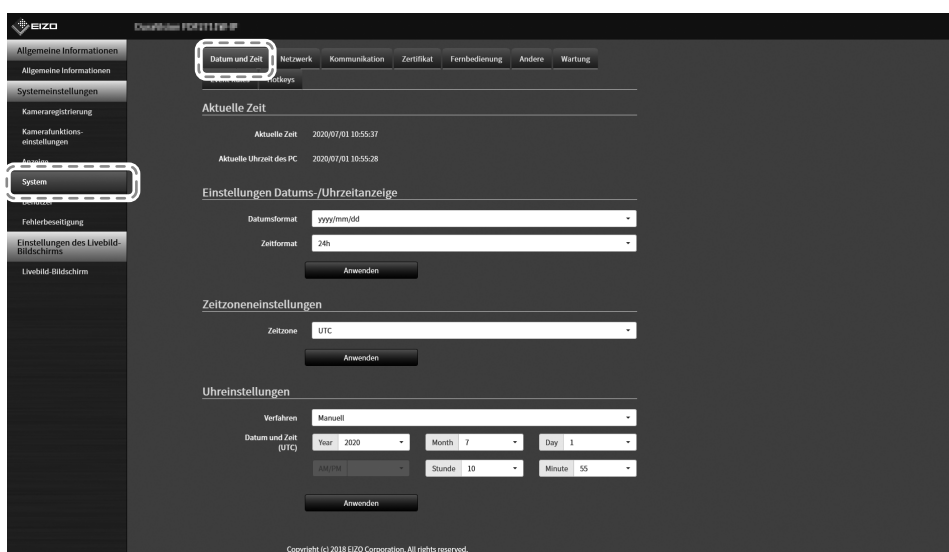 EIZO
Allgemeine Informationen
Allgemeine Informationen
Systemeinstellungen
Kameraregistrierung
Kamerafunktions-
einstellungen
Anzeige
System
Benutzer
Fehlerbeseitigung
Einstellungen des Livebild-
Bildschirms
Livebild-Bildschirm
Datum und Zeit Netzwerk Kommunikation Zertifikat Fernbedienung Andere Wartung
Hotkeys
Aktuelle Zeit
Aktuelle Zeit 2020/07/01 10:55:37
Aktuelle Uhrzeit des PC 2020/07/01 10:55:28
Einstellungen Datums-/Uhrzeitanzeige
Datumsformat yyyy/mm/dd
Zeitformat 24h
Anwenden
Zeitzoneneinstellungen
Zeitzone UTC
Anwenden
Uhreinstellungen
Verfahren Manuell
Datum und Zeit
(UTC) Year 2020 Month 7 Day 1
AM/PM Stunde 10 Minute 55
Anwenden
Copyright (c) 2018 EIZO Corporation. All rights reserved.